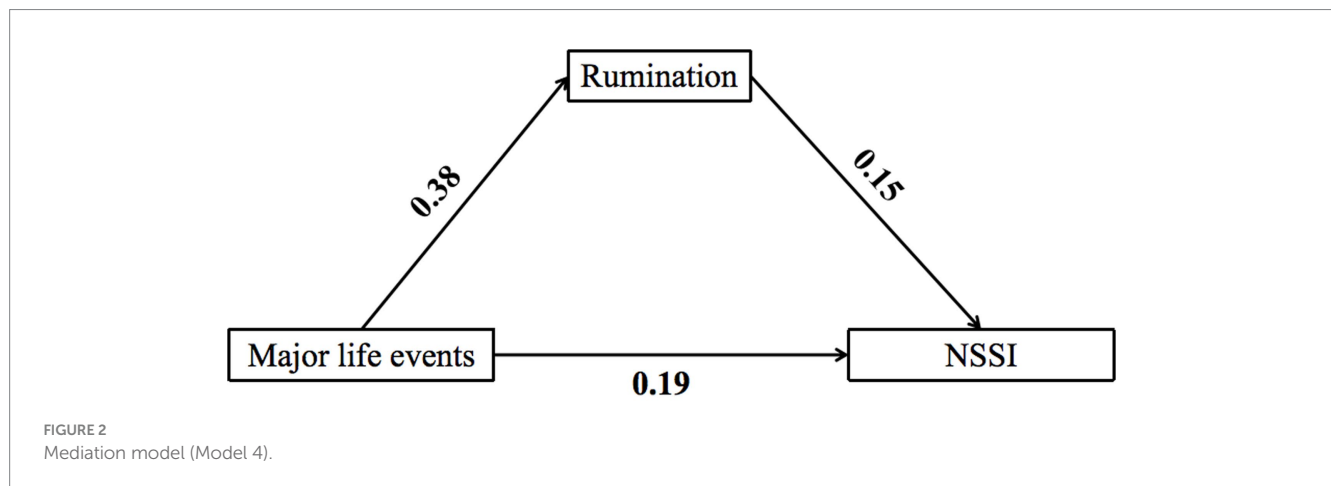 Rumination
0.38
0.15
Major life events
NSSI
0.19
FIGURE 2
Mediation model (Model 4).